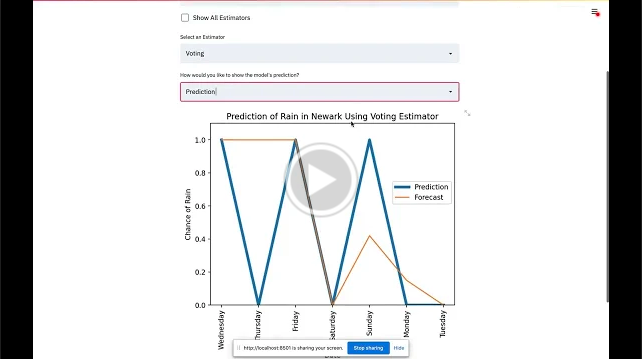 Show All Estimators
Select an Estimator
Voting
How would you like to show the model's prediction?
Prediction
Prediction of Rain in Newark Using Voting Estimator
1.0
0.8
0.6
0.4
0.2
0.0
Chance of Rain
Prediction
Forecast
Wednesday
Thursday
Friday
Saturday
Sunday
Monday
Tuesday
http://localhost:8501 is sharing your screen.
Stop sharing
Hide